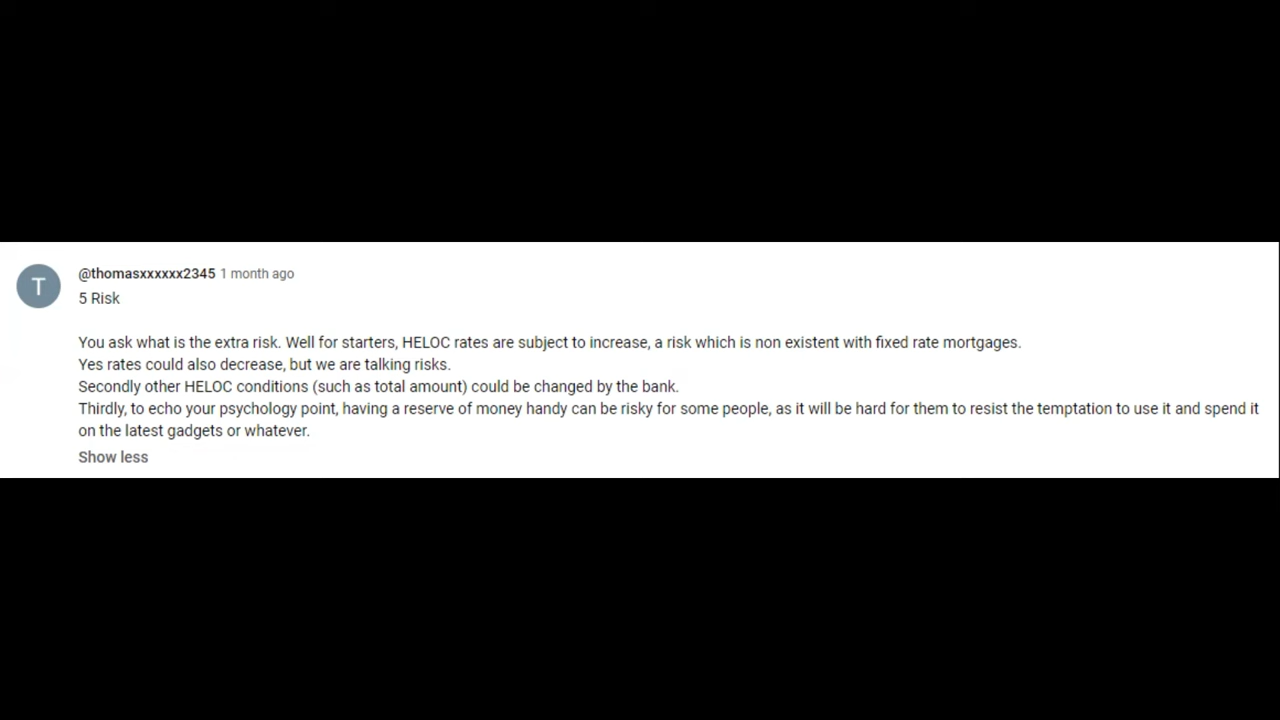 T
@thomasxxxxxx2345 1 month ago
5 Risk
You ask what is the extra risk. Well for starters, HELOC rates are subject to increase, a risk which is non existent with fixed rate mortgages.
Yes rates could also decrease, but we are talking risks.
Secondly other HELOC conditions (such as total amount) could be changed by the bank.
Thirdly, to echo your psychology point, having a reserve of money handy can be risky for some people, as it will be hard for them to resist the temptation to use it and spend it
on the latest gadgets or whatever.
Show less